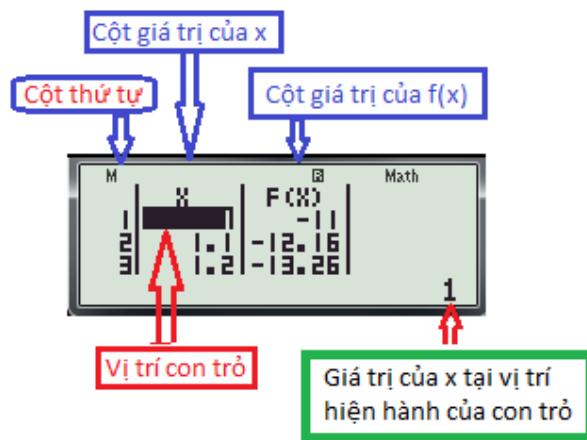 Cột giá trị của x
Cột thứ tự
Cột giá trị của f(x)
M
R
Math
X
F(X)
1
1
-11
2
1.1
-12.16
3
1.2
-13.26
1
Vị trí con trỏ
Giá trị của x tại vị trí
hiện hành của con trỏ